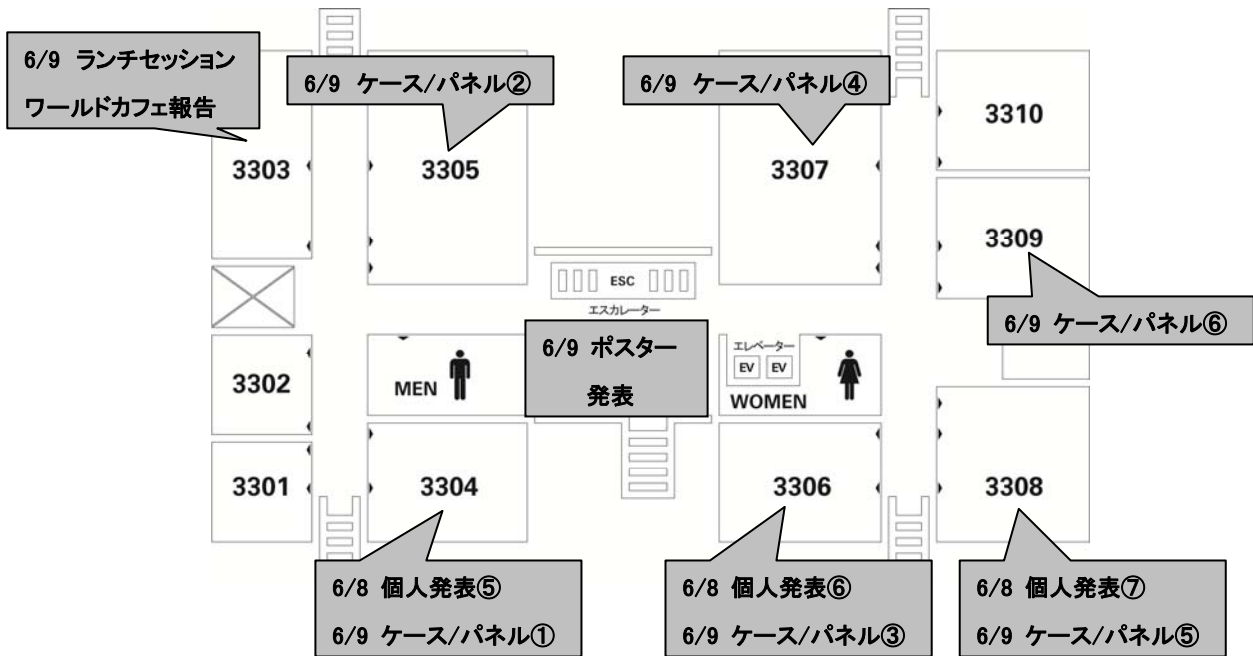 6/9 ランチセッション
ワールドカフェ報告
6/9 ケース/パネル②
6/9 ケース/パネル④
3310
3303
3305
3307
3309
ESC
エスカレーター
6/9 ケース/パネル⑥
6/9 ポスター
発表
エレベーター
EV EV
3302
MEN
WOMEN
3301
3304
3306
3308
6/8 個人発表⑤
6/9 ケース/パネル①
6/8 個人発表⑥
6/9 ケース/パネル③
6/8 個人発表⑦
6/9 ケース/パネル⑤